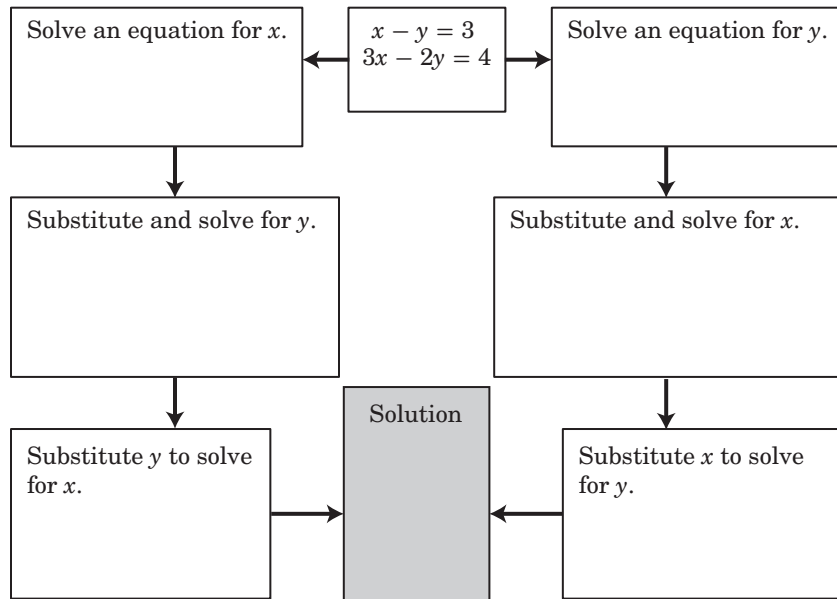 Solve an equation for x.
x − y = 3
3x − 2y = 4
Solve an equation for y.
Substitute and solve for y.
Substitute and solve for x.
Solution
Substitute y to solve
for x.
Substitute x to solve
for y.